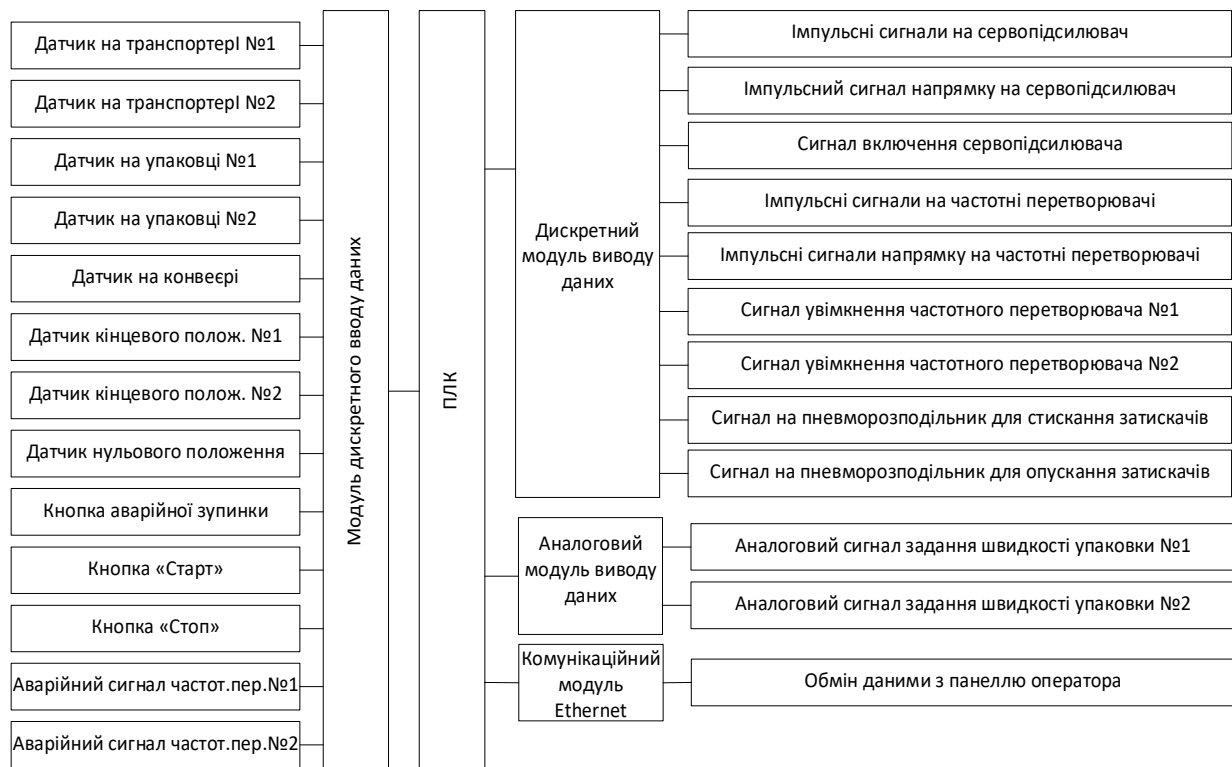 Датчик на транспортерІ №1
Датчик на транспортерІ №2
Датчик на упаковці №1
Датчик на упаковці №2
Датчик на конвеєрі
Датчик кінцевого полож. №1
Датчик кінцевого полож. №2
Датчик нульового положення
Кнопка аварійної зупинки
Кнопка «Старт»
Кнопка «Стоп»
Аварійний сигнал частот.пер.№1
Аварійний сигнал частот.пер.№2
Модуль дискретного вводу даних
ПЛК
Дискретний
модуль виводу
даних
Аналоговий
модуль виводу
даних
Комунікаційний
модуль
Ethernet
Імпульсні сигнали на сервопідсилювач
Імпульсний сигнал напрямку на сервопідсилювач
Сигнал включення сервопідсилювача
Імпульсні сигнали на частотні перетворювачі
Імпульсні сигнали напрямку на частотні перетворювачі
Сигнал увімкнення частотного перетворювача №1
Сигнал увімкнення частотного перетворювача №2
Сигнал на пневморозподільник для стискання затискачів
Сигнал на пневморозподільник для опускання затискачів
Аналоговий сигнал задання швидкості упаковки №1
Аналоговий сигнал задання швидкості упаковки №2
Обмін даними з панеллю оператора